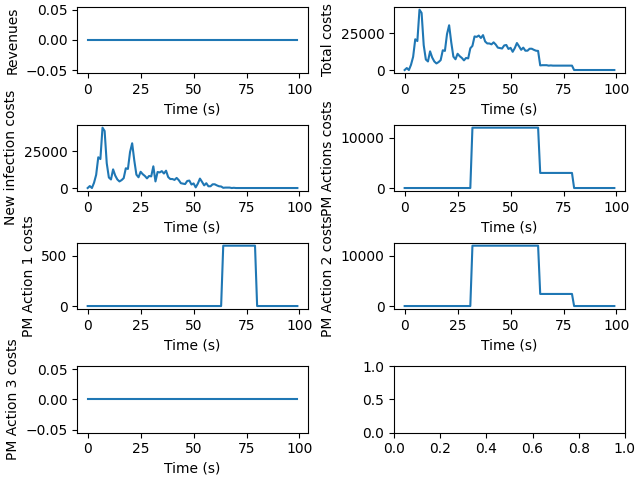 Revenues
0.05
0.00
−0.05
0 25 50 75 100
Time (s)
Total costs
25000
0
0 25 50 75 100
Time (s)
New infection costs
25000
0
0 25 50 75 100
Time (s)
PM Actions costs
10000
0
0 25 50 75 100
Time (s)
PM Action 1 costs
500
0
0 25 50 75 100
Time (s)
PM Action 2 costs
10000
0
0 25 50 75 100
Time (s)
PM Action 3 costs
0.05
0.00
−0.05
0 25 50 75 100
Time (s)
1.0
0.5
0.0
0.0 0.2 0.4 0.6 0.8 1.0